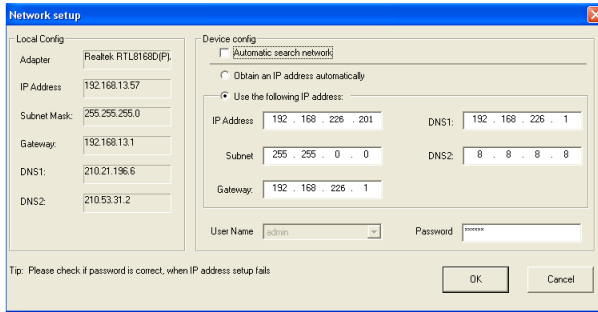 Network setup
Local Config
Adapter Realtek RTL8168D(P).
IP Address 192.168.13.57
Subnet Mask: 255.255.255.0
Gateway: 192.168.13.1
DNS1: 210.21.196.6
DNS2: 210.53.31.2
Device config
Automatic search network
Obtain an IP address automatically
Use the following IP address:
IP Address 192 . 168 . 226 . 201 DNS1: 192 . 168 . 226 . 1
Subnet 255 . 255 . 0 . 0 DNS2: 8 . 8 . 8 . 8
Gateway: 192 . 168 . 226 . 1
User Name admin Password ******
Tip: Please check if password is correct, when IP address setup fails
OK Cancel